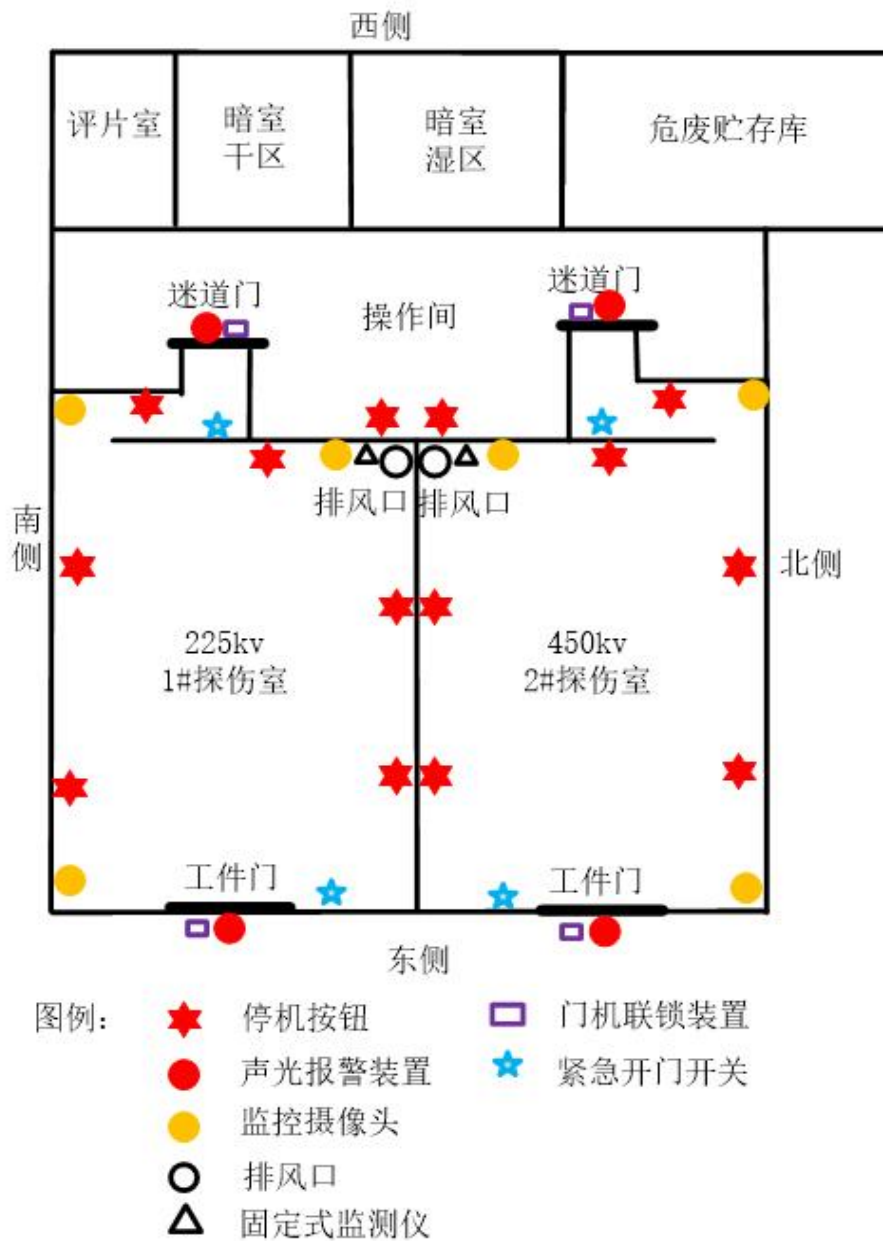 西侧
评片室
暗室
干区
暗室
湿区
危废贮存库
迷道门
操作间
迷道门
排风口
排风口
南
侧
北侧
225kv
1#探伤室
450kv
2#探伤室
工件门
工件门
东侧
图例：
停机按钮
门机联锁装置
声光报警装置
紧急开门开关
监控摄像头
排风口
固定式监测仪